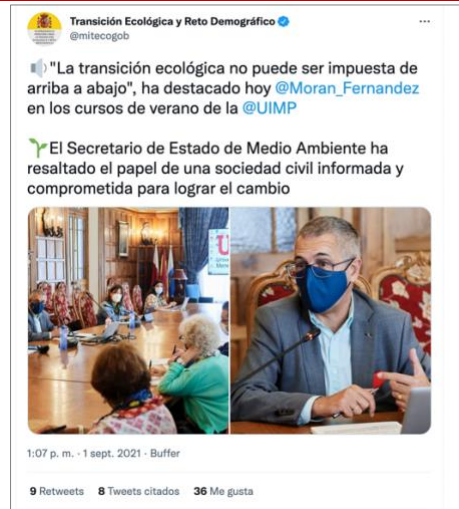 Transición Ecológica y Reto Demográfico
@mitecogob
"La transición ecológica no puede ser impuesta de
arriba a abajo", ha destacado hoy @Moran_Fernandez
en los cursos de verano de la @UIMP
El Secretario de Estado de Medio Ambiente ha
resaltado el papel de una sociedad civil informada y
comprometida para lograr el cambio
1:07 p. m. · 1 sept. 2021 · Buffer
9 Retweets 8 Tweets citados 36 Me gusta